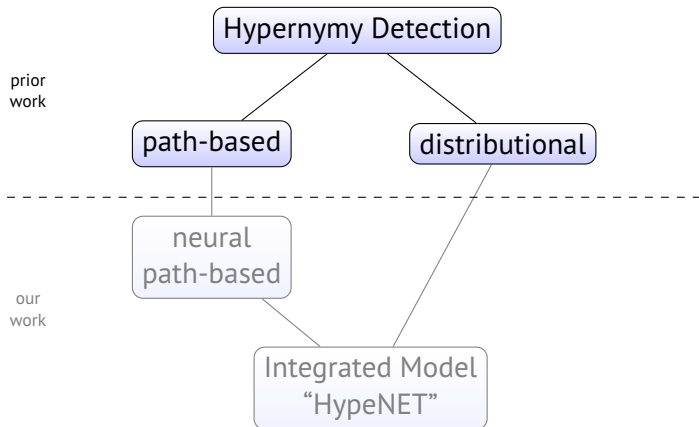 Hypernymy Detection
prior
work
path-based
distributional
neural
path-based
our
work
Integrated Model
“HypeNET”